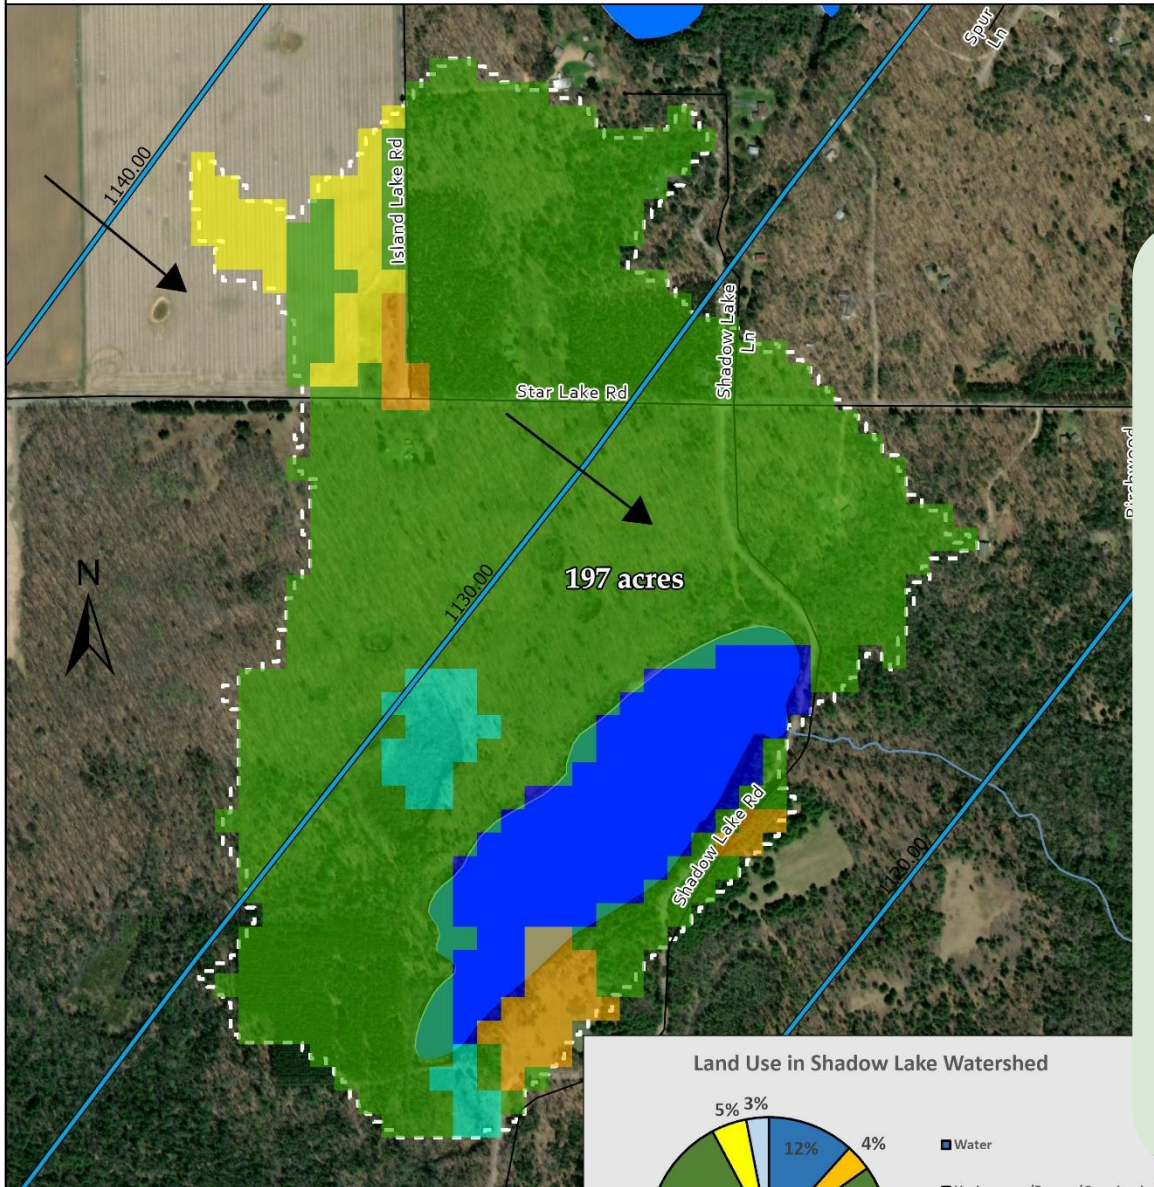 Spur
Ln
1140.00
Island Lake Rd
Shadow Lake
Ln
Star Lake Rd
N
1130.00
197 acres
Shadow Lake Rd
1120.00
Land Use in Shadow Lake Watershed
5%
3%
12%
4%
Water